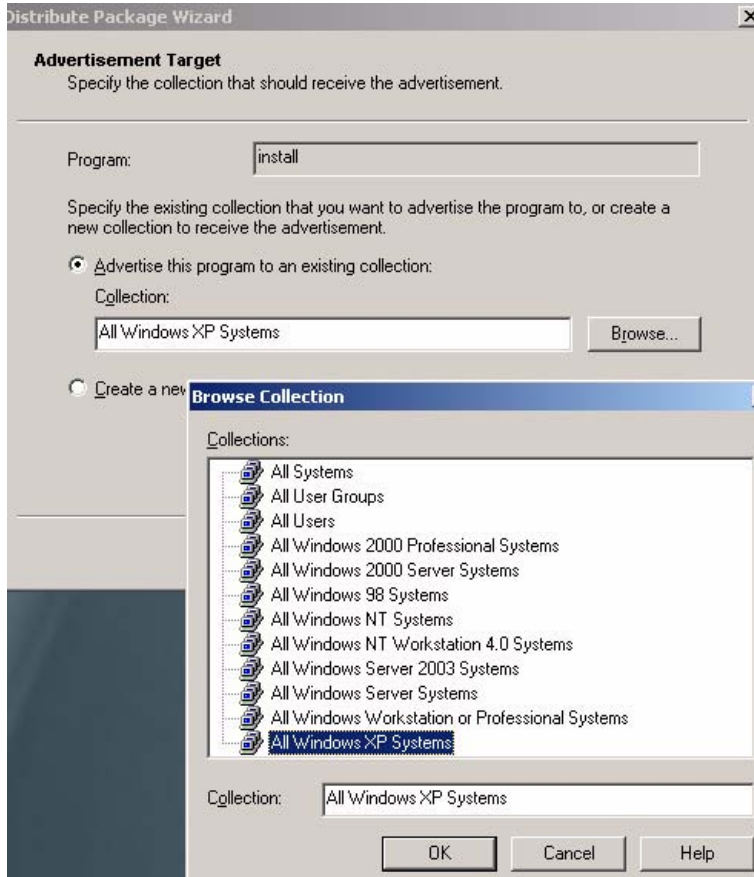 Distribute Package Wizard
Advertisement Target
Specify the collection that should receive the advertisement.
Program:
install
Specify the existing collection that you want to advertise the program to, or create a
new collection to receive the advertisement.
Advertise this program to an existing collection:
Collection:
All Windows XP Systems
Browse...
Create a new
Browse Collection
Collections:
All Systems
All User Groups
All Users
All Windows 2000 Professional Systems
All Windows 2000 Server Systems
All Windows 98 Systems
All Windows NT Systems
All Windows NT Workstation 4.0 Systems
All Windows Server 2003 Systems
All Windows Server Systems
All Windows Workstation or Professional Systems
All Windows XP Systems
Collection:
All Windows XP Systems
OK
Cancel
Help